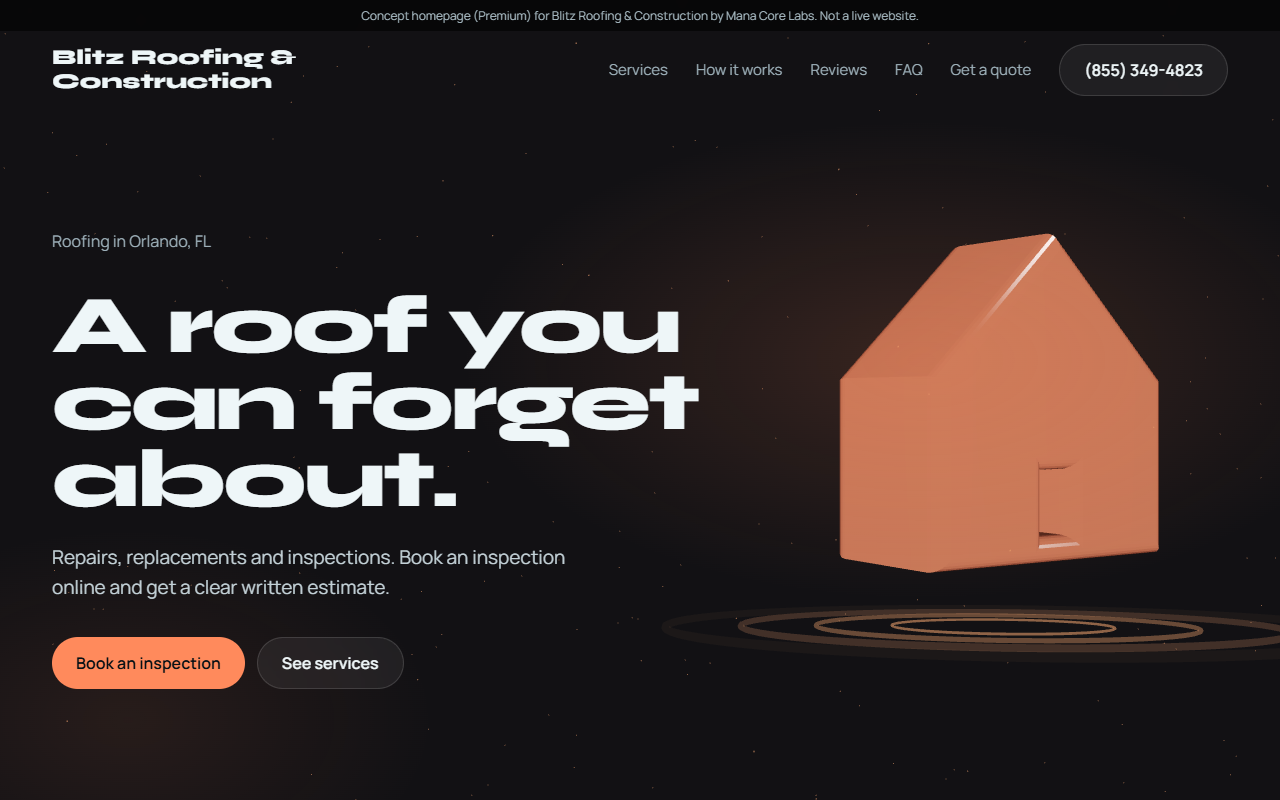 Concept homepage (Premium) for Blitz Roofing & Construction by Mana Core Labs. Not a live website.
Blitz Roofing &
Construction
Services
How it works
Reviews
FAQ
Get a quote
(855) 349-4823
Roofing in Orlando, FL
A roof you
can forget
about.
Repairs, replacements and inspections. Book an inspection
online and get a clear written estimate.
Book an inspection
See services